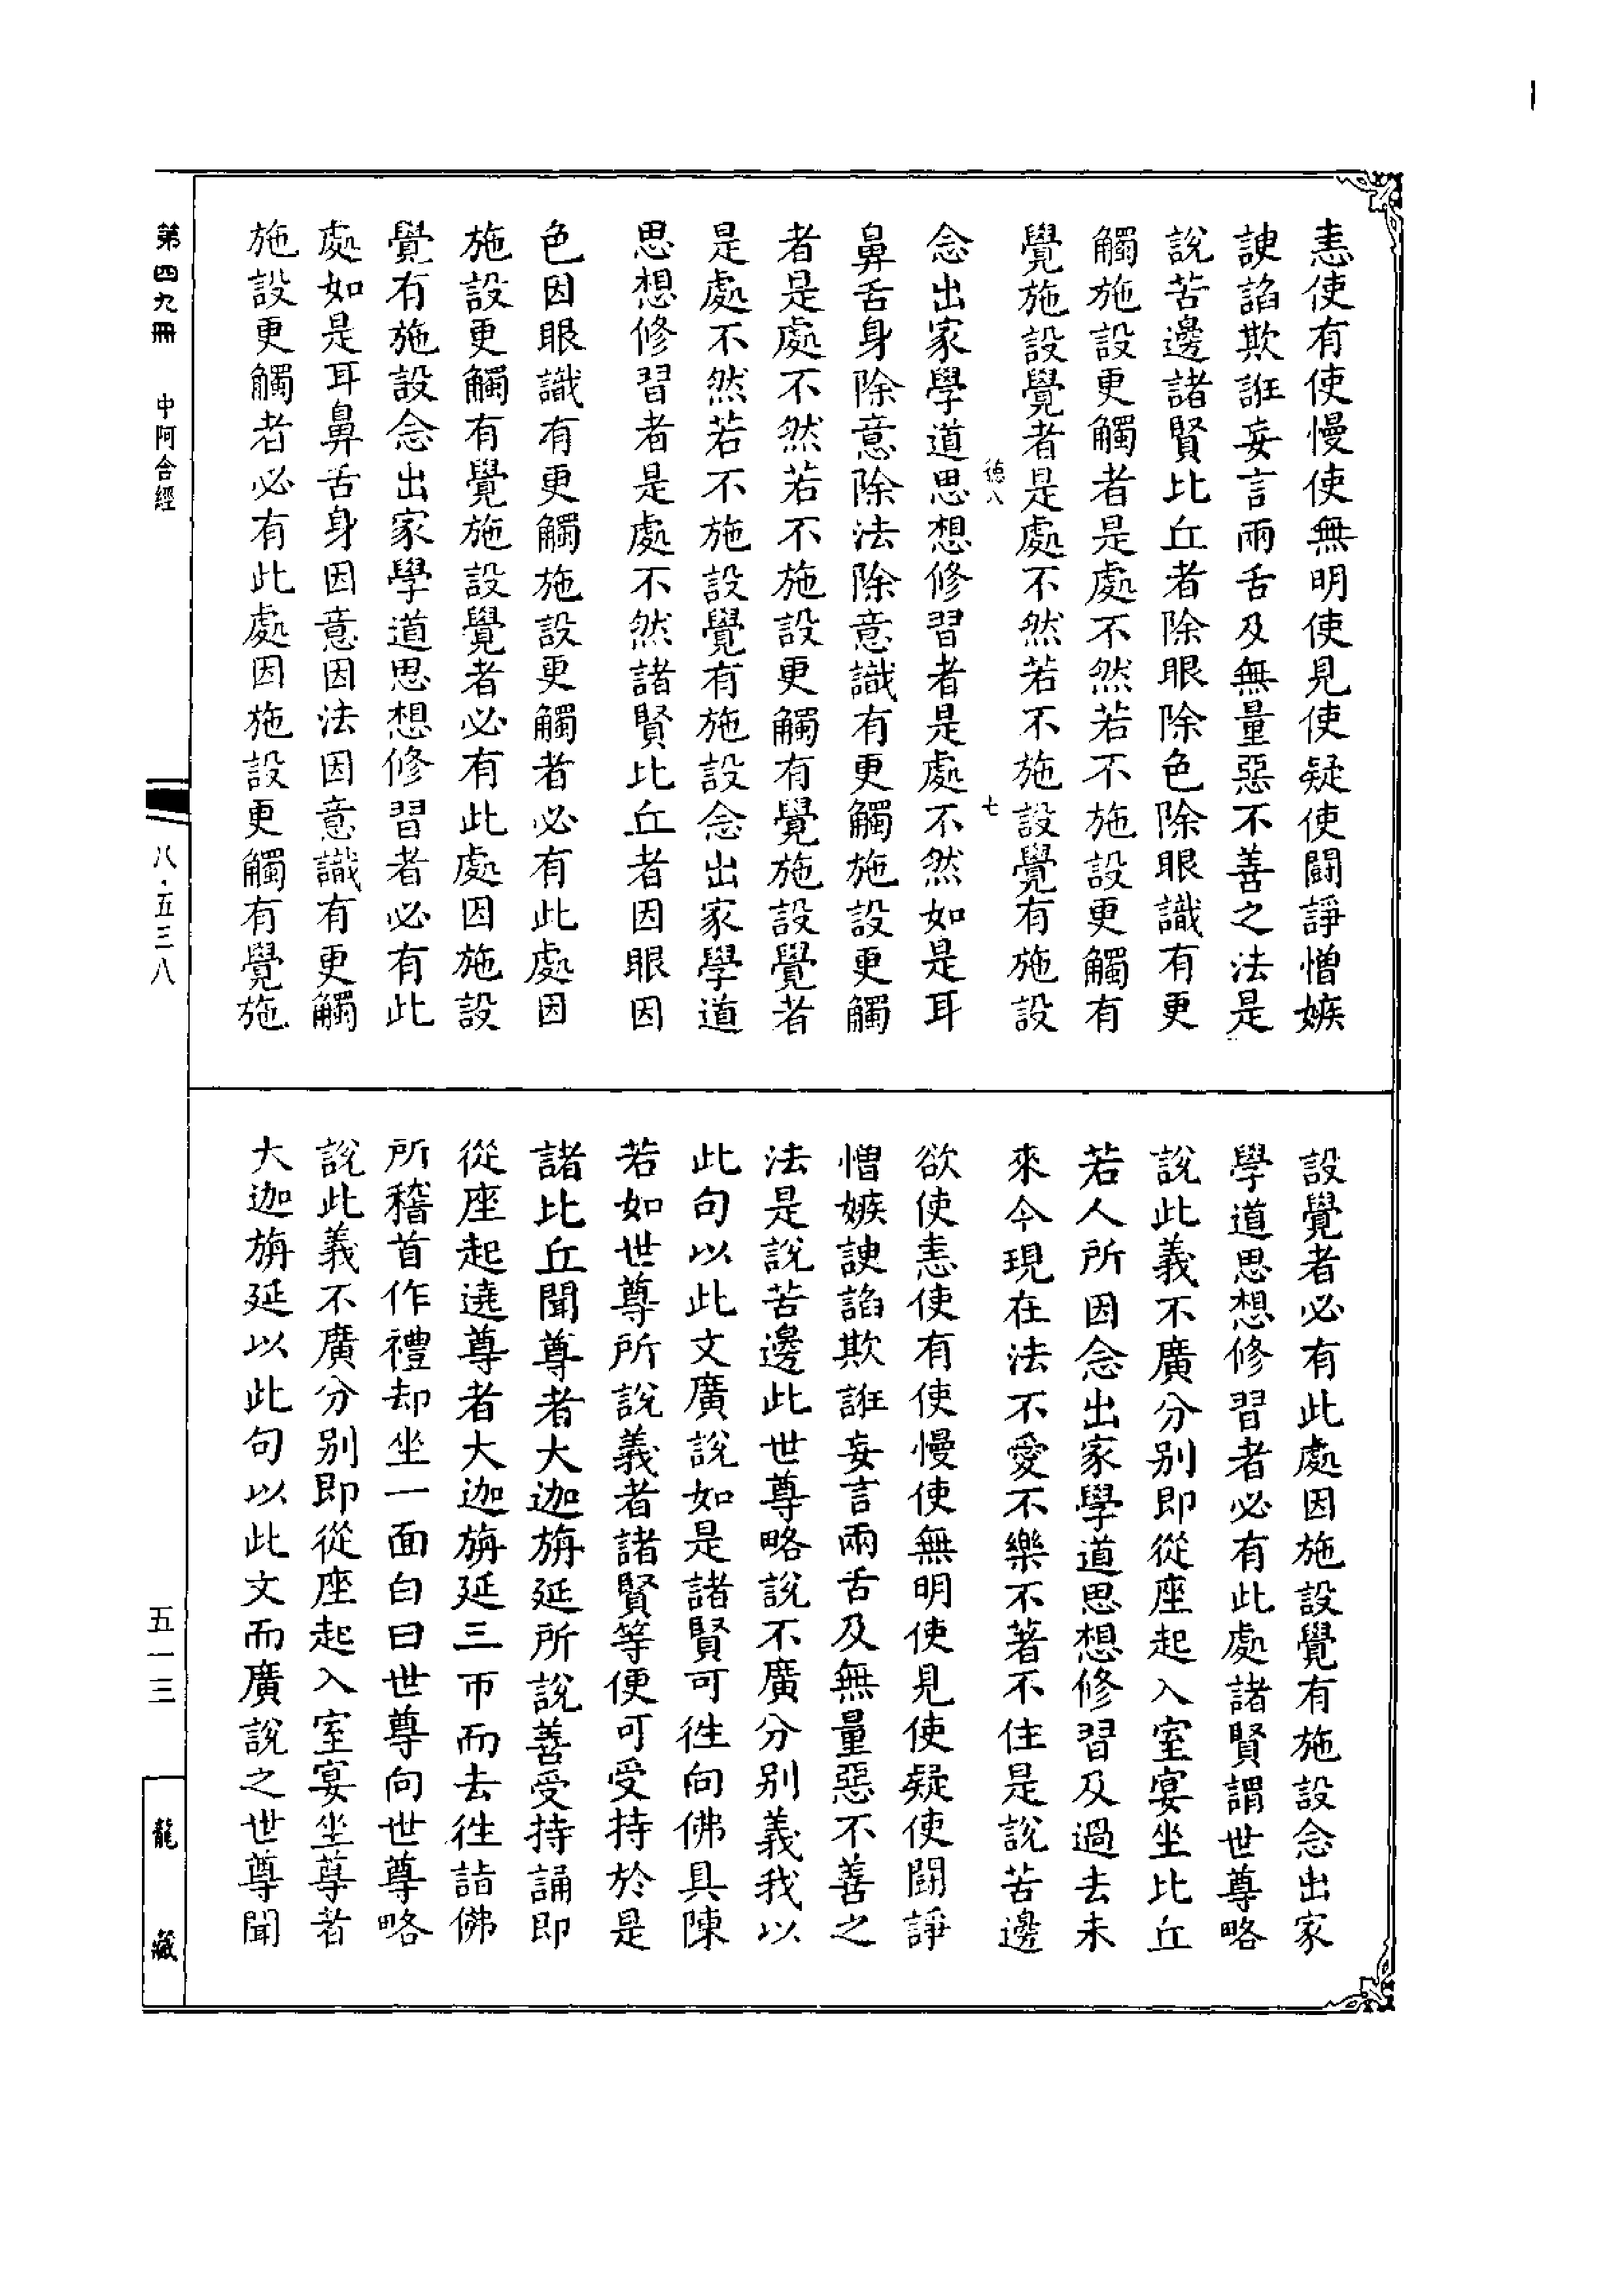 恚使有使慢使無明使見使疑使鬪諍憎嫉
諛諂欺誑妄言兩舌及無量惡不善之法是
說苦邊諸賢比丘者除眼除色除眼識有更
觸施設更觸者是處不然若不施設更觸有
覺施設覺者是處不然若不施設覺有施設
德八
七
念出家學道思想修習者是處不然如是耳
鼻舌身除意除法除意識有更觸施設更觸
者是處不然若不施設更觸有覺施設覺者
是處不然若不施設覺有施設念出家學道
思想修習者是處不然諸賢比丘者因眼因
色因眼識有更觸施設更觸者必有此處因
施設更觸有覺施設覺者必有此處因施設
覺有施設念出家學道思想修習者必有此
處如是耳鼻舌身因意因法因意識有更觸
施設更觸者必有此處因施設更觸有覺施
設覺者必有此處因施設覺有施設念出家
學道思想修習者必有此處諸賢謂世尊略
說此義不廣分別即從座起入室宴坐比丘
若人所因念出家學道思想修習及過去未
來今現在法不愛不樂不著不住是說苦邊
欲使恚使有使慢使無明使見使疑使鬪諍
憎嫉諛諂欺誑妄言兩舌及無量惡不善之
法是說苦邊此世尊略說不廣分別義我以
此句以此文廣說如是諸賢可徃向佛具陳
若如世尊所說義者諸賢等便可受持於是
諸比丘聞尊者大迦旃延所說善受持誦即
從座起遶尊者大迦旃延三帀而去徃詣佛
所稽首作禮却坐一面白曰世尊向世尊略
說此義不廣分別即從座起入室宴坐尊者
大迦旃延以此句以此文而廣說之世尊聞
第四九冊
中阿含經
八·五三八
五一三
龍藏